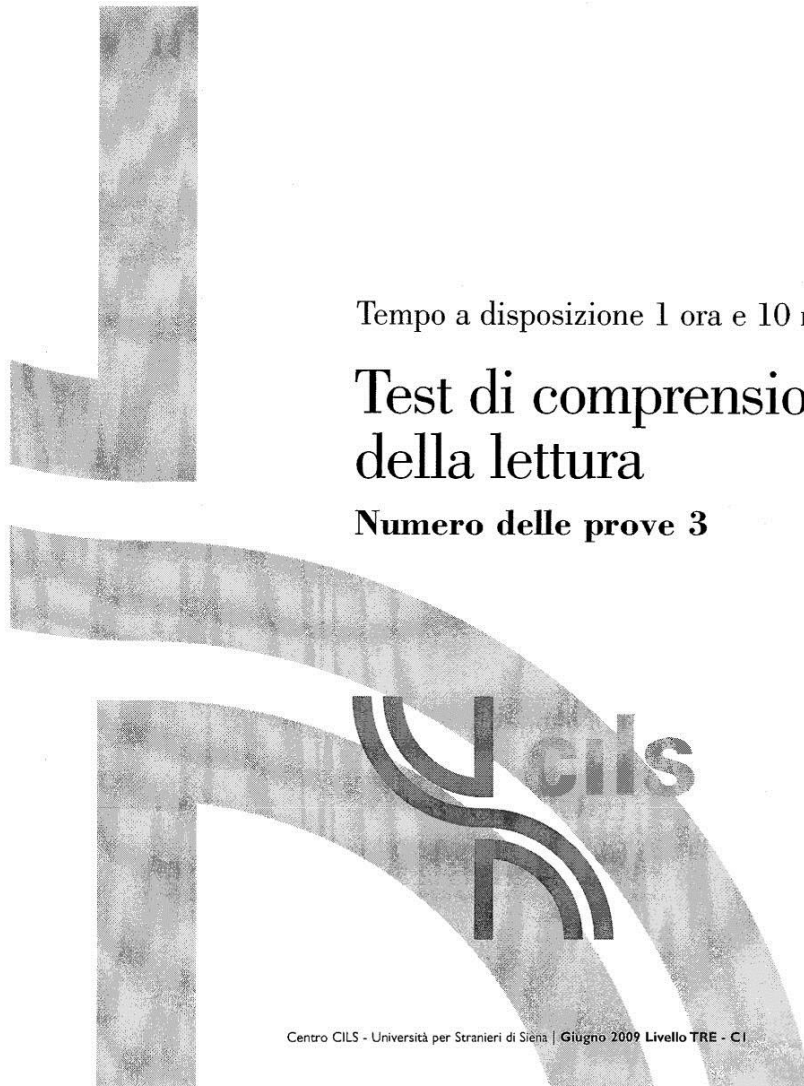 Tempo a disposizione 1 ora e 10
Test di comprensio
della lettura
Numero delle prove 3
cils
Centro CILS - Università per Stranieri di Siena | Giugno 2009 Livello TRE - C1